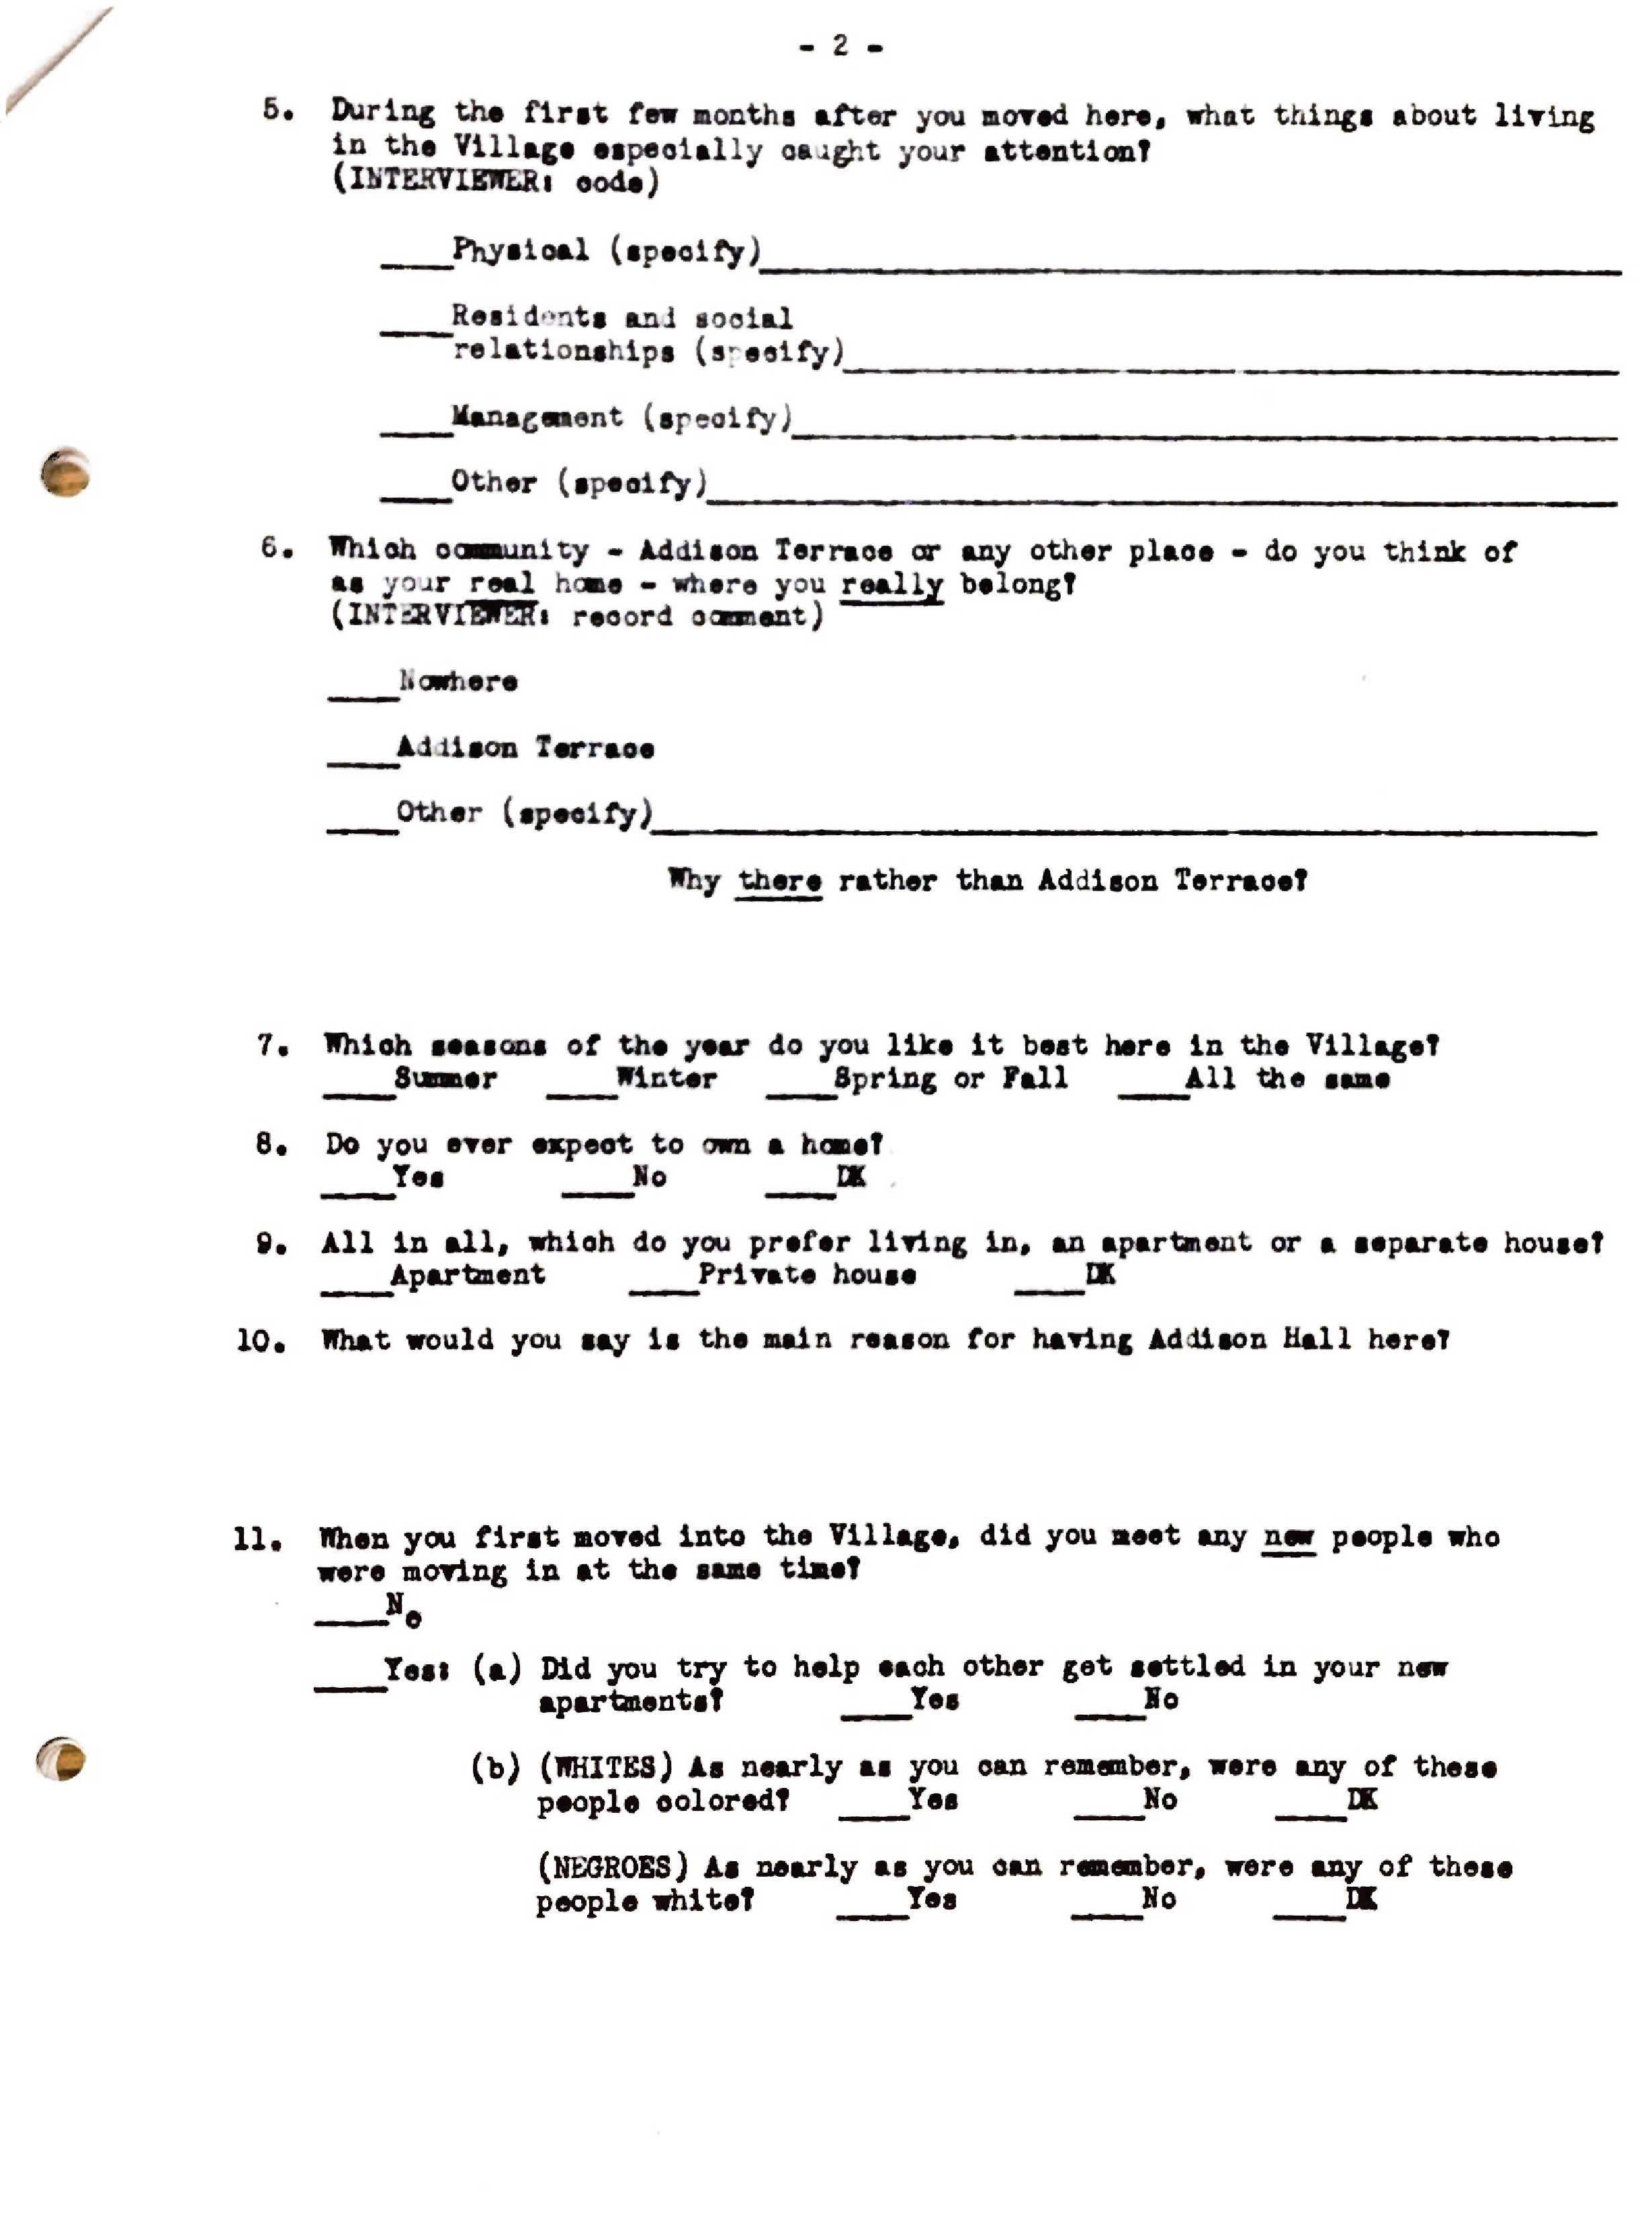 - 2 -
5. During the first few months after you moved here, what things about living
in the Village especially caught your attention?
(INTERVIEWER: code)
____Physical (specify)____
____Residents and social
relationships (specify)____
____Management (specify)____
____Other (specify)____
6. Which community - Addison Terrace or any other place - do you think of
as your real home - where you really belong?
(INTERVIEWER: record comment)
____Nowhere
____Addison Terrace
____Other (specify)____
Why there rather than Addison Terrace?
7. Which seasons of the year do you like it best here in the Village?
____Summer ____Winter ____Spring or Fall ____All the same
8. Do you ever expect to own a home?
____Yes ____No ____DK
9. All in all, which do you prefer living in, an apartment or a separate house?
____Apartment ____Private house ____DK
10. What would you say is the main reason for having Addison Hall here?
11. When you first moved into the Village, did you meet any new people who
were moving in at the same time?
____No
____Yes: (a) Did you try to help each other get settled in your new
apartments? ____Yes ____No
(b) (WHITES) As nearly as you can remember, were any of these
people colored? ____Yes ____No ____DK
(NEGROES) As nearly as you can remember, were any of these
people white? ____Yes ____No ____DK